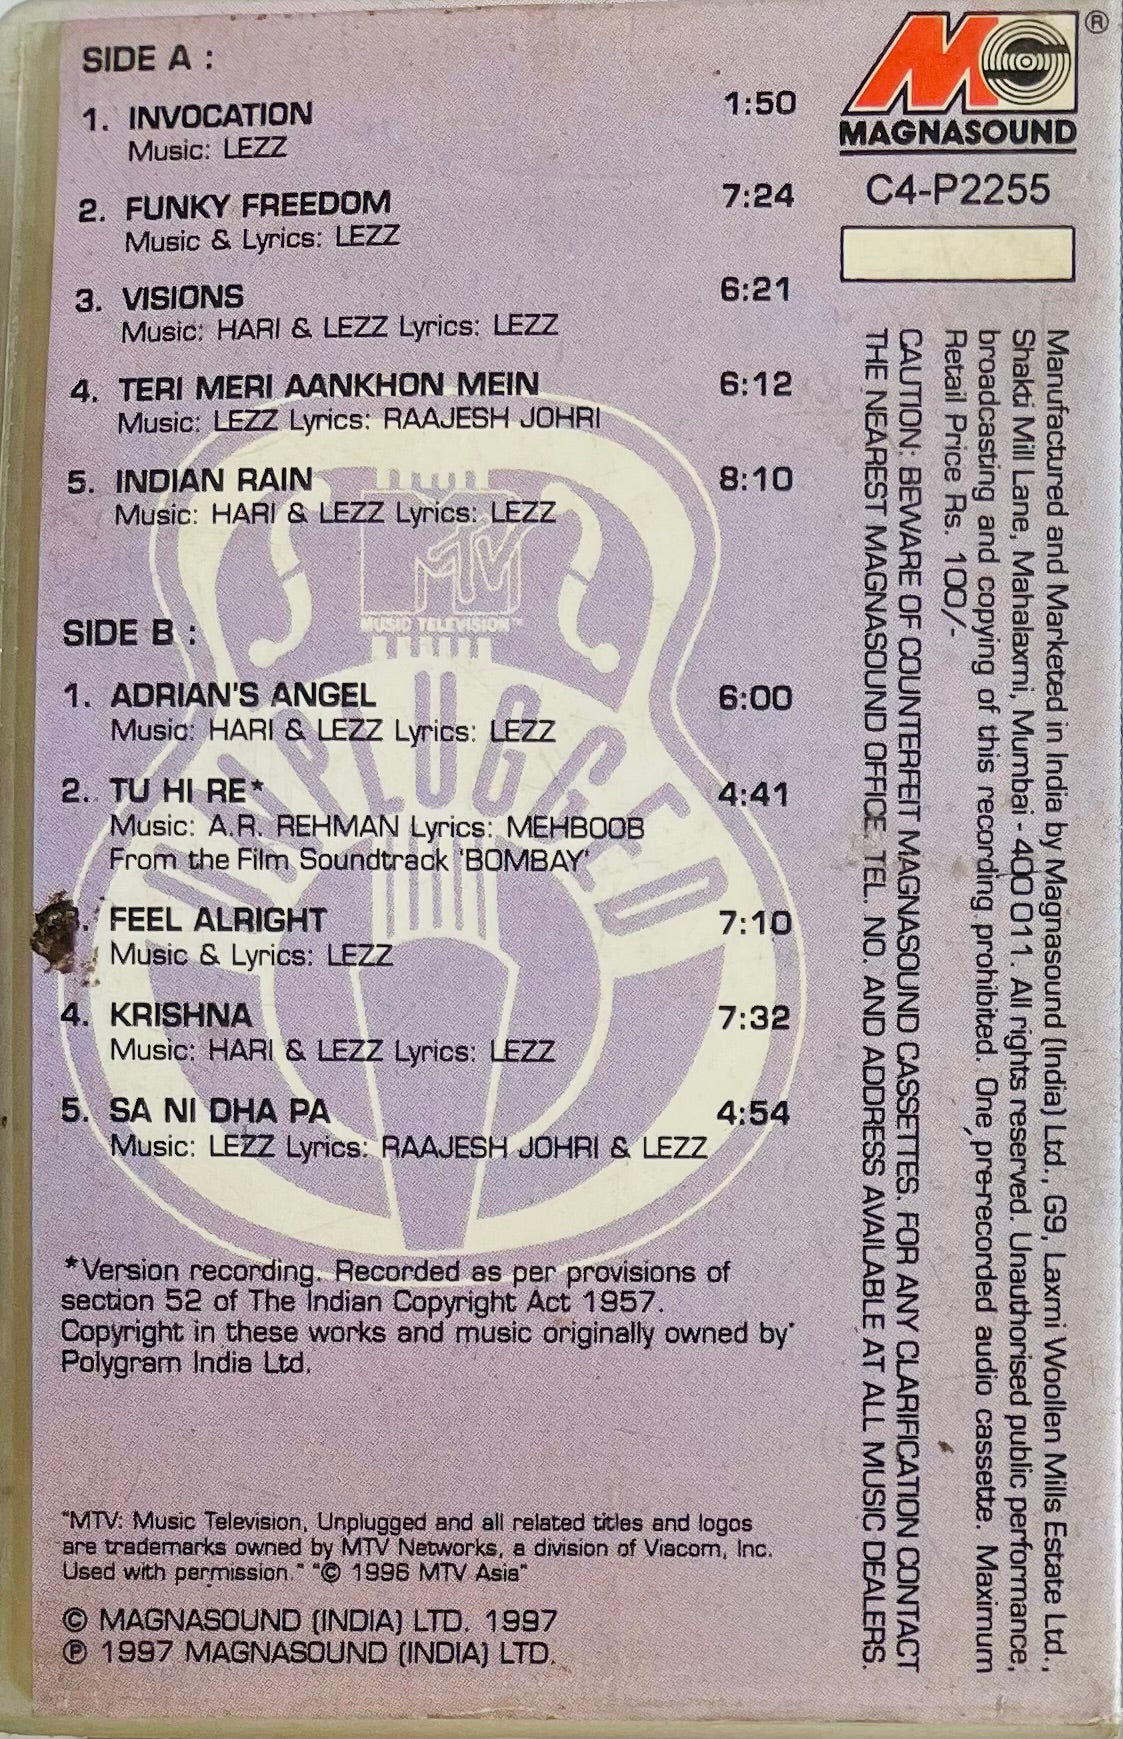 SIDE A :
1. INVOCATION 1:50
Music: LEZZ
2. FUNKY FREEDOM 7:24
Music & Lyrics: LEZZ
3. VISIONS 6:21
Music: HARI & LEZZ Lyrics: LEZZ
4. TERI MERI AANKHON MEIN 6:12
Music: LEZZ Lyrics: RAAJESH JOHRI
5. INDIAN RAIN 8:10
Music: HARI & LEZZ Lyrics: LEZZ
MTV
MUSIC TELEVISION™
UNPLUGGED
SIDE B :
1. ADRIAN'S ANGEL 6:00
Music: HARI & LEZZ Lyrics: LEZZ
2. TU HI RE* 4:41
Music: A.R. REHMAN Lyrics: MEHBOOB
From the Film Soundtrack 'BOMBAY'
FEEL ALRIGHT 7:10
Music & Lyrics: LEZZ
4. KRISHNA 7:32
Music: HARI & LEZZ Lyrics: LEZZ
5. SA NI DHA PA 4:54
Music: LEZZ Lyrics: RAAJESH JOHRI & LEZZ
*Version recording. Recorded as per provisions of
section 52 of The Indian Copyright Act 1957.
Copyright in these works and music originally owned by
Polygram India Ltd.
"MTV: Music Television, Unplugged and all related titles and logos
are trademarks owned by MTV Networks, a division of Viacom, Inc.
Used with permission." "© 1996 MTV Asia"
© MAGNASOUND (INDIA) LTD. 1997
℗ 1997 MAGNASOUND (INDIA) LTD.
MS ®
MAGNASOUND
C4-P2255
Manufactured and Marketed in India by Magnasound (India) Ltd., G9, Laxmi Woollen Mills Estate Ltd.,
Shakti Mill Lane, Mahalaxmi, Mumbai - 400 011. All rights reserved. Unauthorised public performance,
broadcasting and copying of this recording prohibited. One pre-recorded audio cassette. Maximum
Retail Price Rs. 100/-
CAUTION: BEWARE OF COUNTERFEIT MAGNASOUND CASSETTES. FOR ANY CLARIFICATION CONTACT
THE NEAREST MAGNASOUND OFFICE. TEL. NO. AND ADDRESS AVAILABLE AT ALL MUSIC DEALERS.